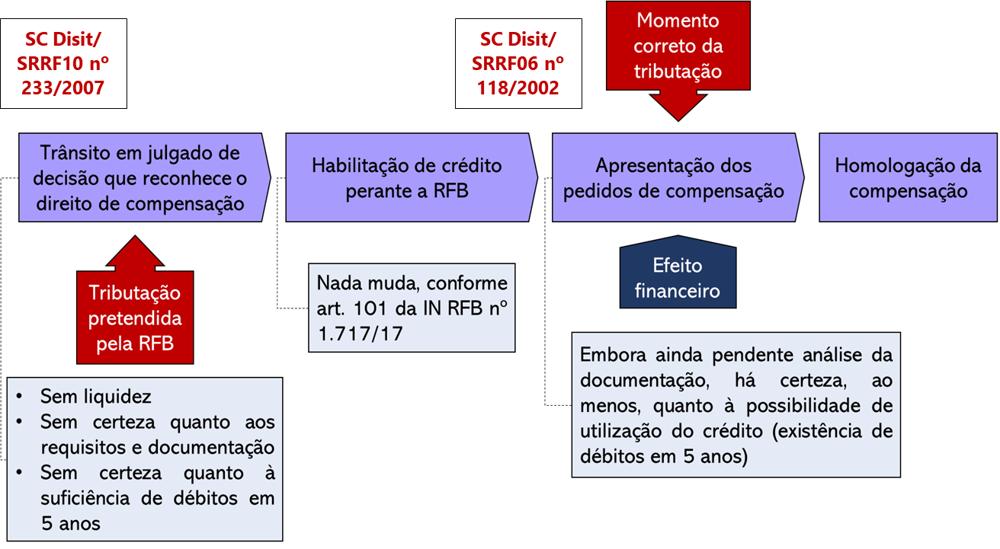 SC Disit/
SRRF10 nº
233/2007
SC Disit/
SRRF06 nº
118/2002
Momento
correto da
tributação
Trânsito em julgado de
decisão que reconhece o
direito de compensação
Habilitação de crédito
perante a RFB
Apresentação dos
pedidos de compensação
Homologação da
compensação
Tributação
pretendida
pela RFB
Nada muda, conforme
art. 101 da IN RFB nº
1.717/17
Efeito
financeiro
• Sem liquidez
• Sem certeza quanto aos
requisitos e documentação
• Sem certeza quanto à
suficiência de débitos em
5 anos
Embora ainda pendente análise da
documentação, há certeza, ao
menos, quanto à possibilidade de
utilização do crédito (existência de
débitos em 5 anos)